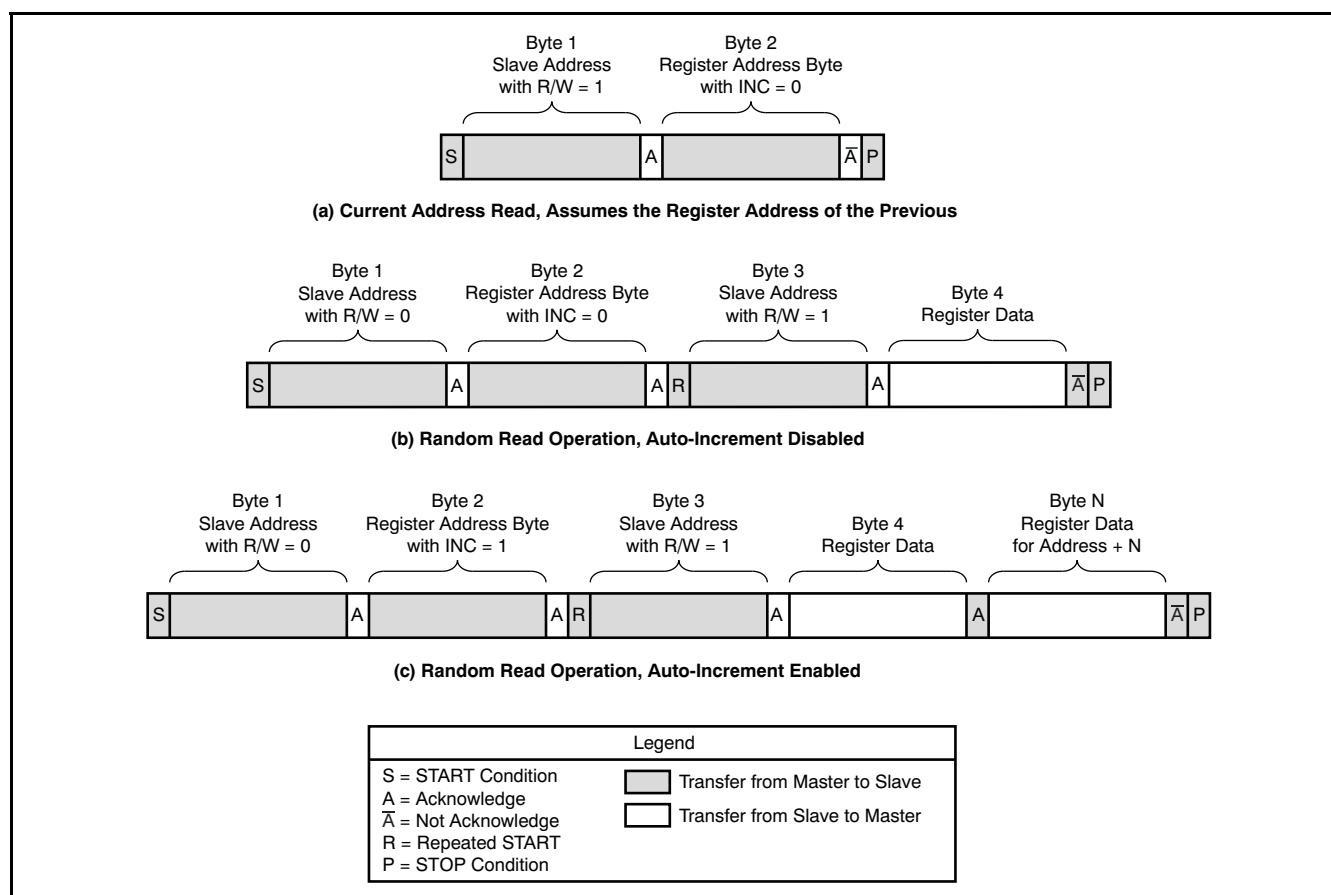 Byte 1
Slave Address
with R/W = 1
Byte 2
Register Address Byte
with INC = 0
S
A
A̅
P
(a) Current Address Read, Assumes the Register Address of the Previous
Byte 1
Slave Address
with R/W = 0
Byte 2
Register Address Byte
with INC = 0
Byte 3
Slave Address
with R/W = 1
Byte 4
Register Data
S
A
A
R
A
A̅
P
(b) Random Read Operation, Auto-Increment Disabled
Byte 1
Slave Address
with R/W = 0
Byte 2
Register Address Byte
with INC = 1
Byte 3
Slave Address
with R/W = 1
Byte 4
Register Data
Byte N
Register Data
for Address + N
S
A
A
R
A
A
A̅
P
(c) Random Read Operation, Auto-Increment Enabled
Legend
S = START Condition
A = Acknowledge
A̅ = Not Acknowledge
R = Repeated START
P = STOP Condition
Transfer from Master to Slave
Transfer from Slave to Master